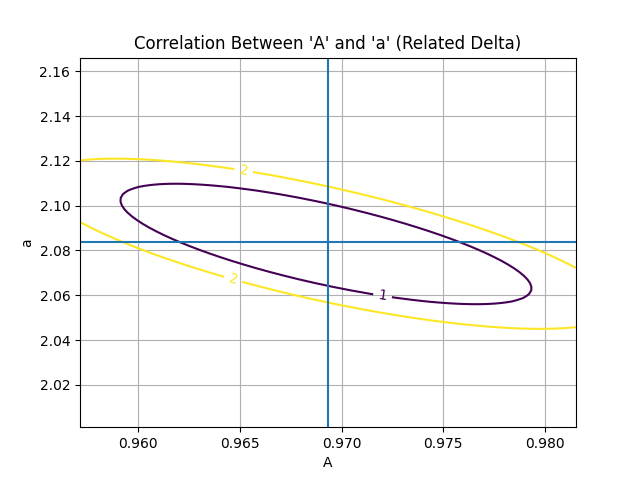 Correlation Between 'A' and 'a' (Related Delta)
2.16
2.14
2.12
2.10
2.08
2.06
2.04
2.02
a
2
2
1
0.960 0.965 0.970 0.975 0.980
A